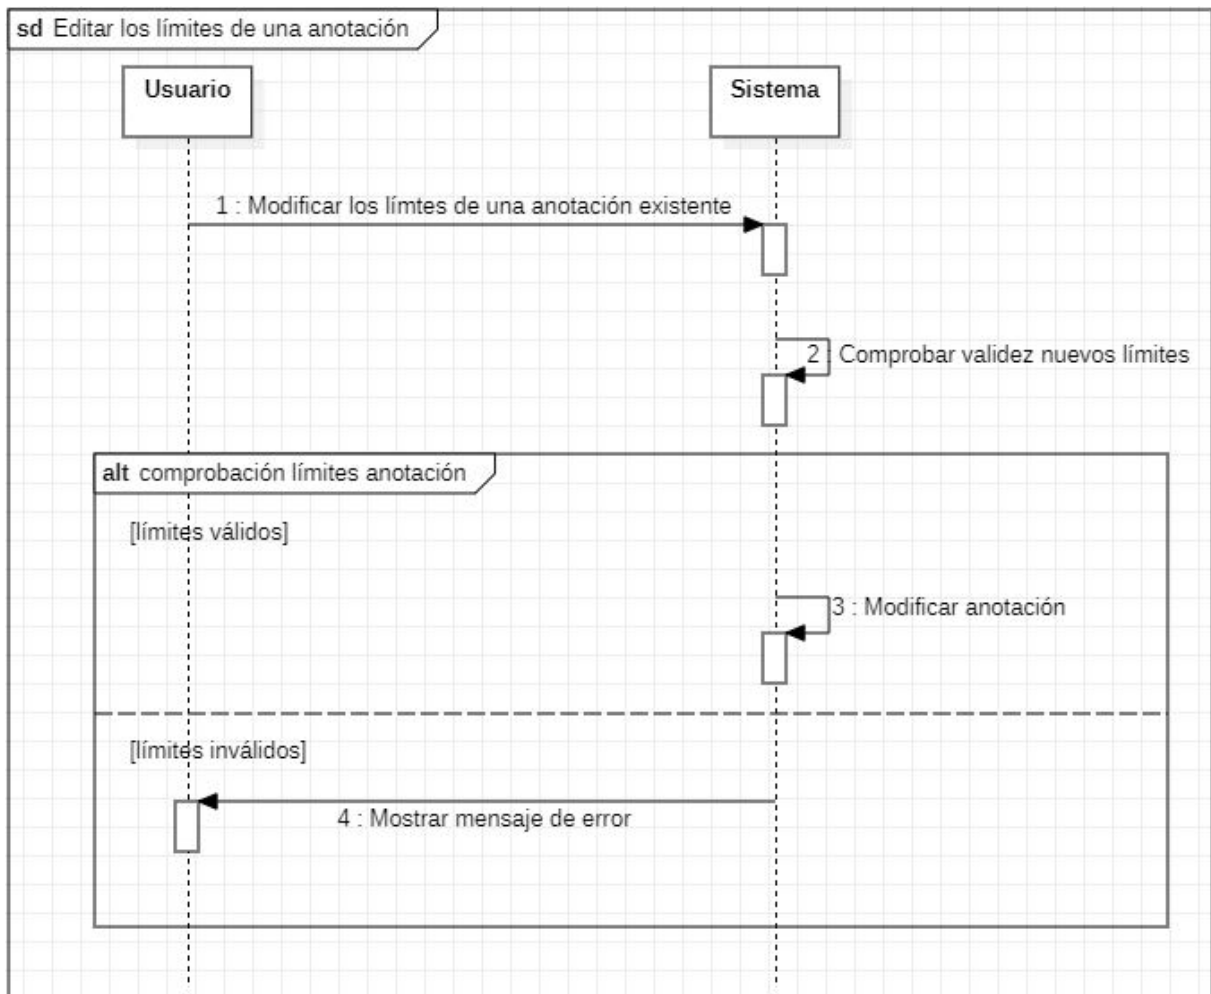 sd Editar los límites de una anotación
Usuario
Sistema
1 : Modificar los límtes de una anotación existente
2 : Comprobar validez nuevos límites
alt comprobación límites anotación
[límites válidos]
3 : Modificar anotación
[límites inválidos]
4 : Mostrar mensaje de error